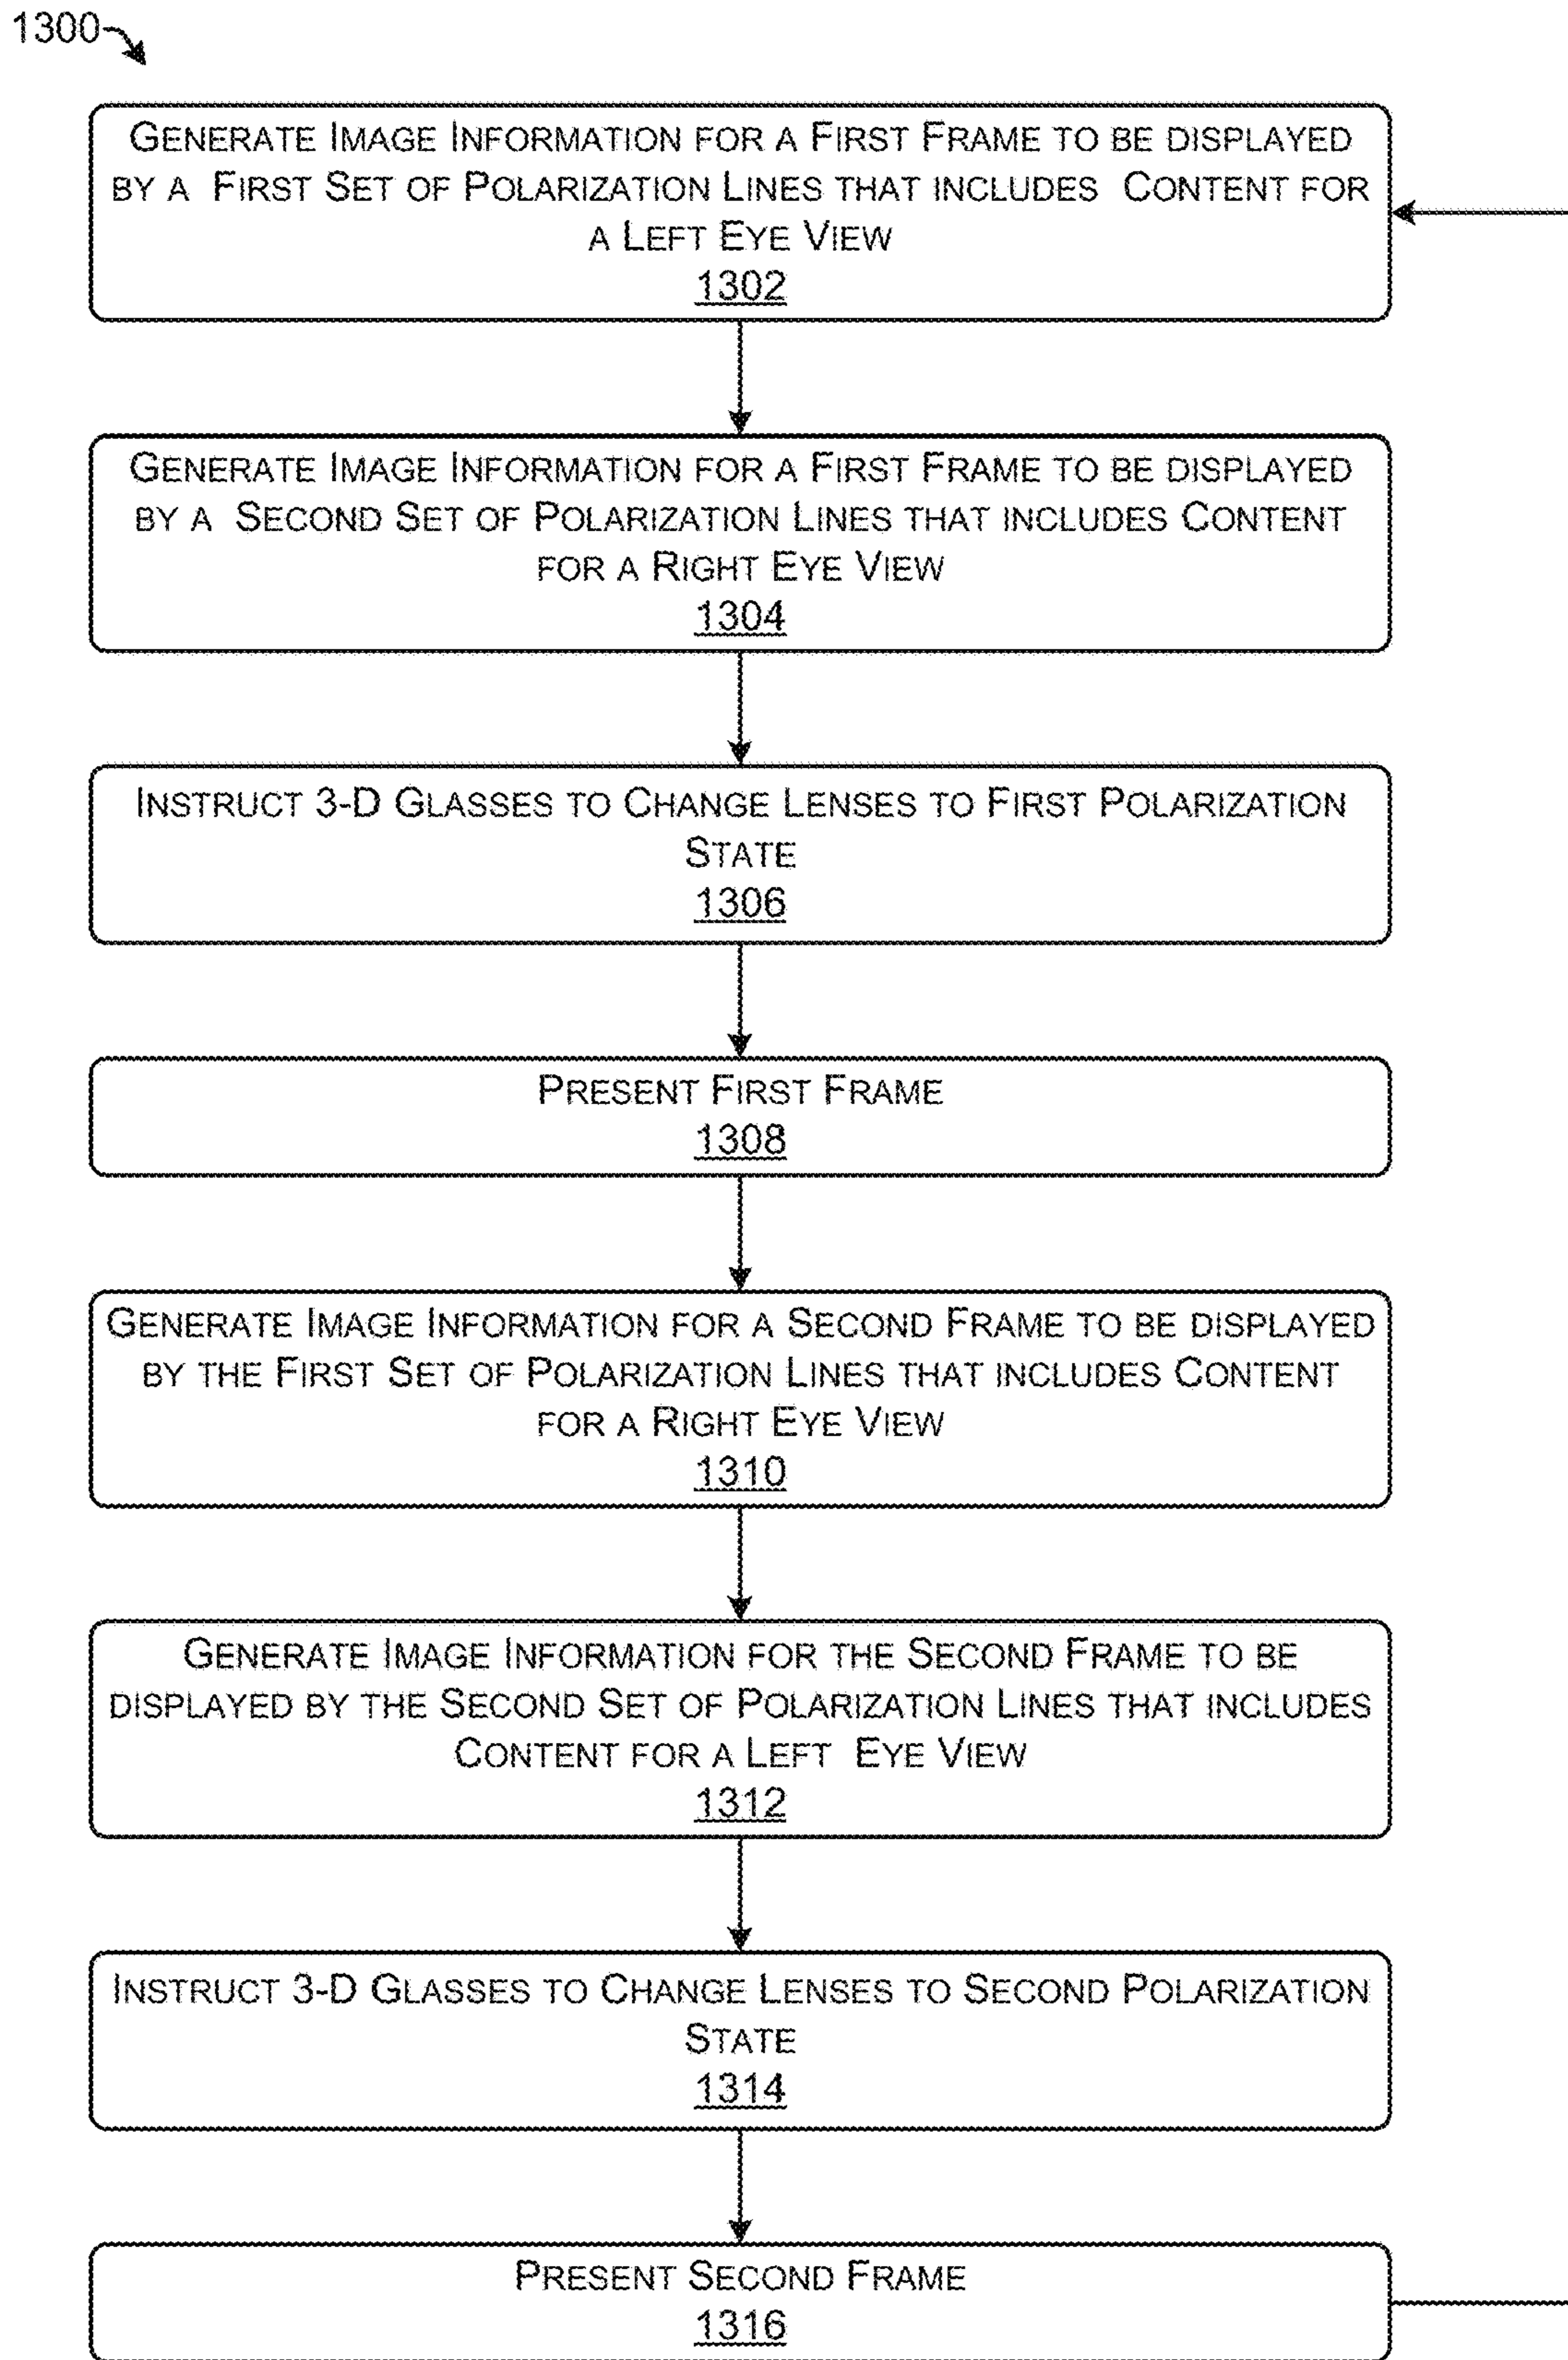 1300
GENERATE IMAGE INFORMATION FOR A FIRST FRAME TO BE DISPLAYED
BY A FIRST SET OF POLARIZATION LINES THAT INCLUDES CONTENT FOR
A LEFT EYE VIEW
1302
GENERATE IMAGE INFORMATION FOR A FIRST FRAME TO BE DISPLAYED
BY A SECOND SET OF POLARIZATION LINES THAT INCLUDES CONTENT
FOR A RIGHT EYE VIEW
1304
INSTRUCT 3-D GLASSES TO CHANGE LENSES TO FIRST POLARIZATION
STATE
1306
PRESENT FIRST FRAME
1308
GENERATE IMAGE INFORMATION FOR A SECOND FRAME TO BE DISPLAYED
BY THE FIRST SET OF POLARIZATION LINES THAT INCLUDES CONTENT
FOR A RIGHT EYE VIEW
1310
GENERATE IMAGE INFORMATION FOR THE SECOND FRAME TO BE
DISPLAYED BY THE SECOND SET OF POLARIZATION LINES THAT INCLUDES
CONTENT FOR A LEFT EYE VIEW
1312
INSTRUCT 3-D GLASSES TO CHANGE LENSES TO SECOND POLARIZATION
STATE
1314
PRESENT SECOND FRAME
1316